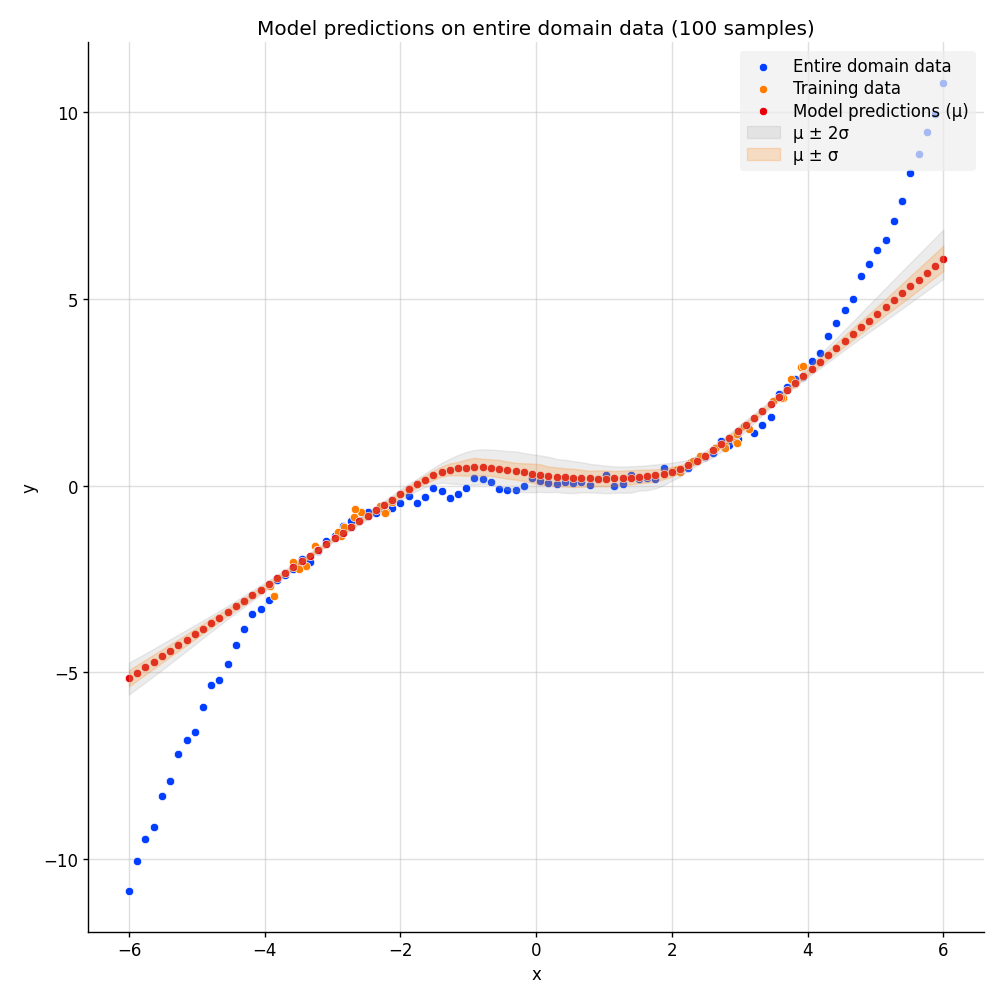 Model predictions on entire domain data (100 samples)
Entire domain data
Training data
Model predictions (μ)
μ ± 2σ
μ ± σ
10
5
0
−5
−10
y
−6
−4
−2
0
2
4
6
x